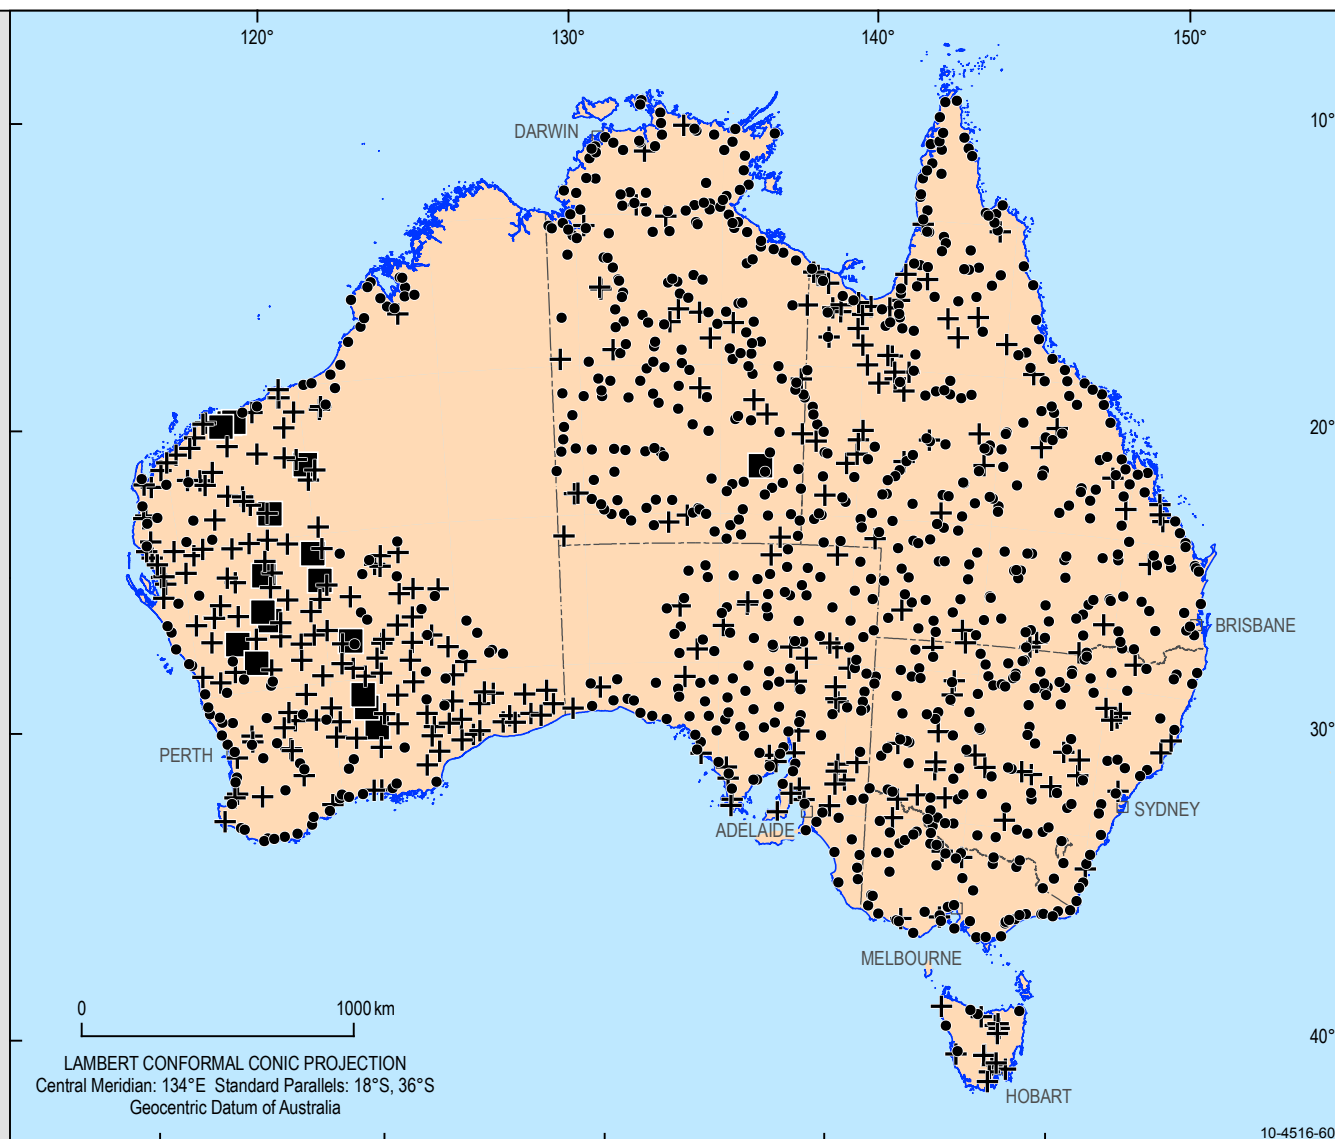 120°
130°
140°
150°
10°
DARWIN
20°
BRISBANE
30°
PERTH
SYDNEY
ADELAIDE
MELBOURNE
0
1000 km
40°
LAMBERT CONFORMAL CONIC PROJECTION
Central Meridian: 134°E Standard Parallels: 18°S, 36°S
Geocentric Datum of Australia
HOBART
10-4516-60